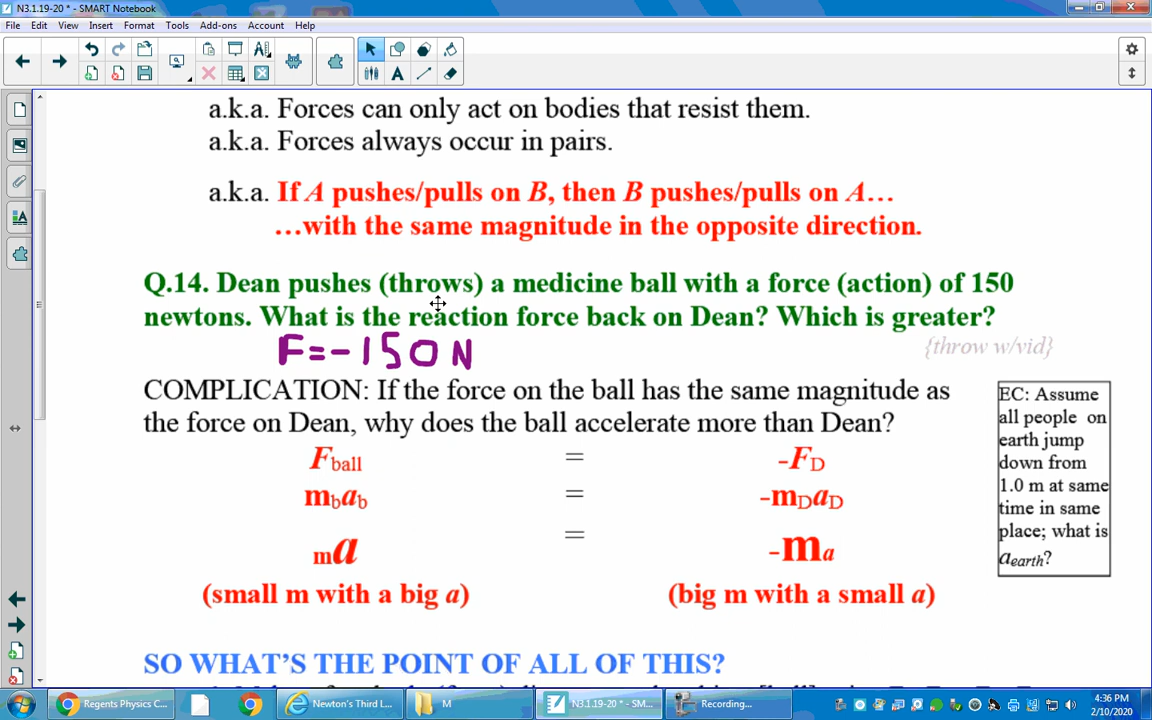 N3.1.19-20 * - SMART Notebook
File Edit View Insert Format Tools Add-ons Account Help
a.k.a. Forces can only act on bodies that resist them.
a.k.a. Forces always occur in pairs.
a.k.a. If A pushes/pulls on B, then B pushes/pulls on A…
…with the same magnitude in the opposite direction.
Q.14. Dean pushes (throws) a medicine ball with a force (action) of 150
newtons. What is the reaction force back on Dean? Which is greater?
F=-150N
{throw w/vid}
COMPLICATION: If the force on the ball has the same magnitude as
the force on Dean, why does the ball accelerate more than Dean?
Fball = -FD
mbab = -mDaD
ma = -ma
(small m with a big a) (big m with a small a)
EC: Assume
all people on
earth jump
down from
1.0 m at same
time in same
place; what is
aearth?
SO WHAT'S THE POINT OF ALL OF THIS?
Regents Physics C... Newton's Third L... M N3.1.19-20 * - SM... Recording...
4:36 PM
2/10/2020